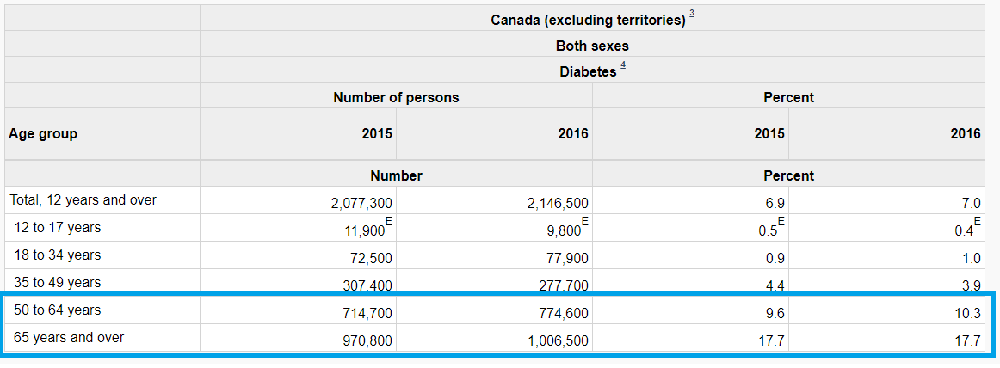 Canada (excluding territories) 3
Both sexes
Diabetes 4
Number of persons Percent
Age group 2015 2016 2015 2016
Number Percent
Total, 12 years and over 2,077,300 2,146,500 6.9 7.0
12 to 17 years 11,900E 9,800E 0.5E 0.4E
18 to 34 years 72,500 77,900 0.9 1.0
35 to 49 years 307,400 277,700 4.4 3.9
50 to 64 years 714,700 774,600 9.6 10.3
65 years and over 970,800 1,006,500 17.7 17.7